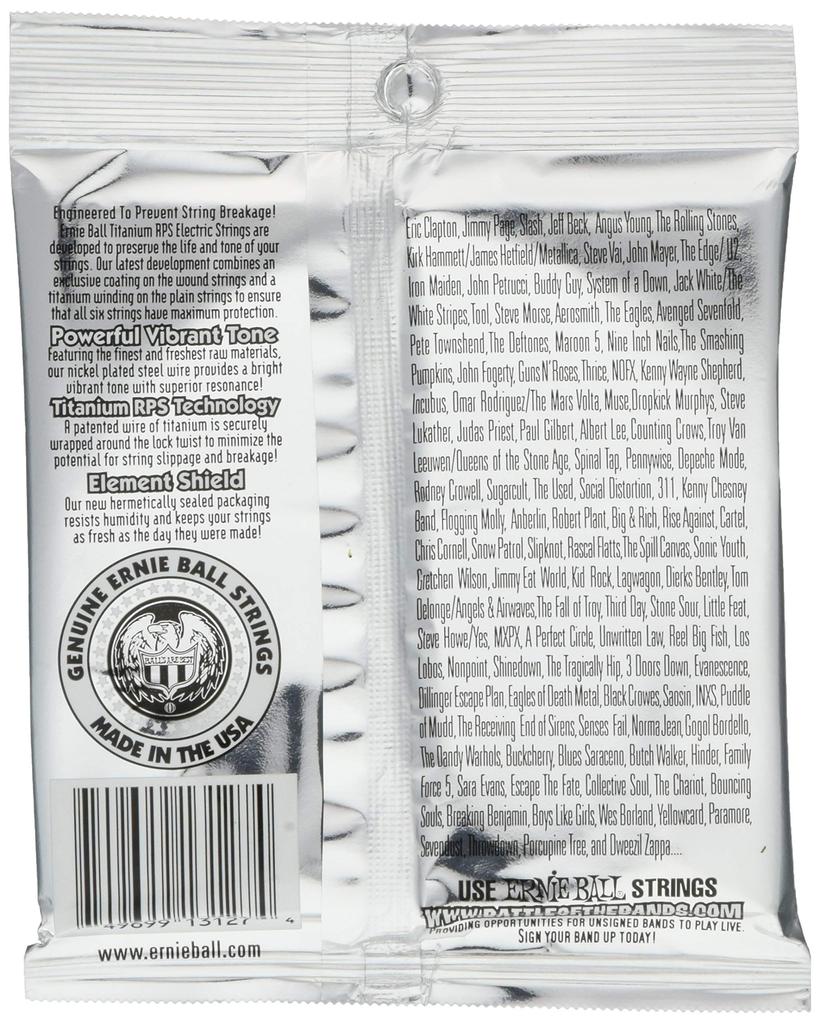 Engineered To Prevent String Breakage!
Ernie Ball Titanium RPS Electric Strings are
developed to preserve the life and tone of your
strings. Our latest development combines an
exclusive coating on the wound strings and a
titanium winding on the plain strings to ensure
that all six strings have maximum protection.
Powerful Vibrant Tone
Featuring the finest and freshest raw materials,
our nickel plated steel wire provides a bright
vibrant tone with superior resonance!
Titanium RPS Technology
A patented wire of titanium is securely
wrapped around the lock twist to minimize the
potential for string slippage and breakage!
Element Shield
Our new hermetically sealed packaging
resists humidity and keeps your strings
as fresh as the day they were made!
GENUINE ERNIE BALL STRINGS
MADE IN THE USA
49699 13127 4
www.ernieball.com
Eric Clapton, Jimmy Page, Slash, Jeff Beck, Angus Young, The Rolling Stones,
Kirk Hammett/James Hetfield/Metallica, Steve Vai, John Mayer, The Edge/ U2,
Iron Maiden, John Petrucci, Buddy Guy, System of a Down, Jack White/The
White Stripes, Tool, Steve Morse, Aerosmith, The Eagles, Avenged Sevenfold,
Pete Townshend, The Deftones, Maroon 5, Nine Inch Nails, The Smashing
Pumpkins, John Fogerty, Guns N' Roses, Thrice, NOFX, Kenny Wayne Shepherd,
Incubus, Omar Rodriguez/The Mars Volta, Muse, Dropkick Murphys, Steve
Lukather, Judas Priest, Paul Gilbert, Albert Lee, Counting Crows, Troy Van
Leeuwen/Queens of the Stone Age, Spinal Tap, Pennywise, Depeche Mode,
Rodney Crowell, Sugarcult, The Used, Social Distortion, 311, Kenny Chesney
Band, Flogging Molly, Anberlin, Robert Plant, Big & Rich, Rise Against, Cartel,
Chris Cornell, Snow Patrol, Slipknot, Rascal Flatts, The Spill Canvas, Sonic Youth,
Gretchen Wilson, Jimmy Eat World, Kid Rock, Lagwagon, Dierks Bentley, Tom
Delonge/Angels & Airwaves, The Fall of Troy, Third Day, Stone Sour, Little Feat,
Steve Howe/Yes, MXPX, A Perfect Circle, Unwritten Law, Reel Big Fish, Los
Lobos, Nonpoint, Shinedown, The Tragically Hip, 3 Doors Down, Evanescence,
Dillinger Escape Plan, Eagles of Death Metal, Black Crowes, Saosin, INXS, Puddle
of Mudd, The Receiving End of Sirens, Senses Fail, Norma Jean, Gogol Bordello,
The Dandy Warhols, Buckcherry, Blues Saraceno, Butch Walker, Hinder, Family
Force 5, Sara Evans, Escape The Fate, Collective Soul, The Chariot, Bouncing
Souls, Breaking Benjamin, Boys Like Girls, Wes Borland, Yellowcard, Paramore,
Sevendust, Throwdown, Porcupine Tree, and Dweezil Zappa....
USE ERNIE BALL STRINGS
WWW.BATTLEOFTHEBANDS.COM
PROVIDING OPPORTUNITIES FOR UNSIGNED BANDS TO PLAY LIVE.
SIGN YOUR BAND UP TODAY!